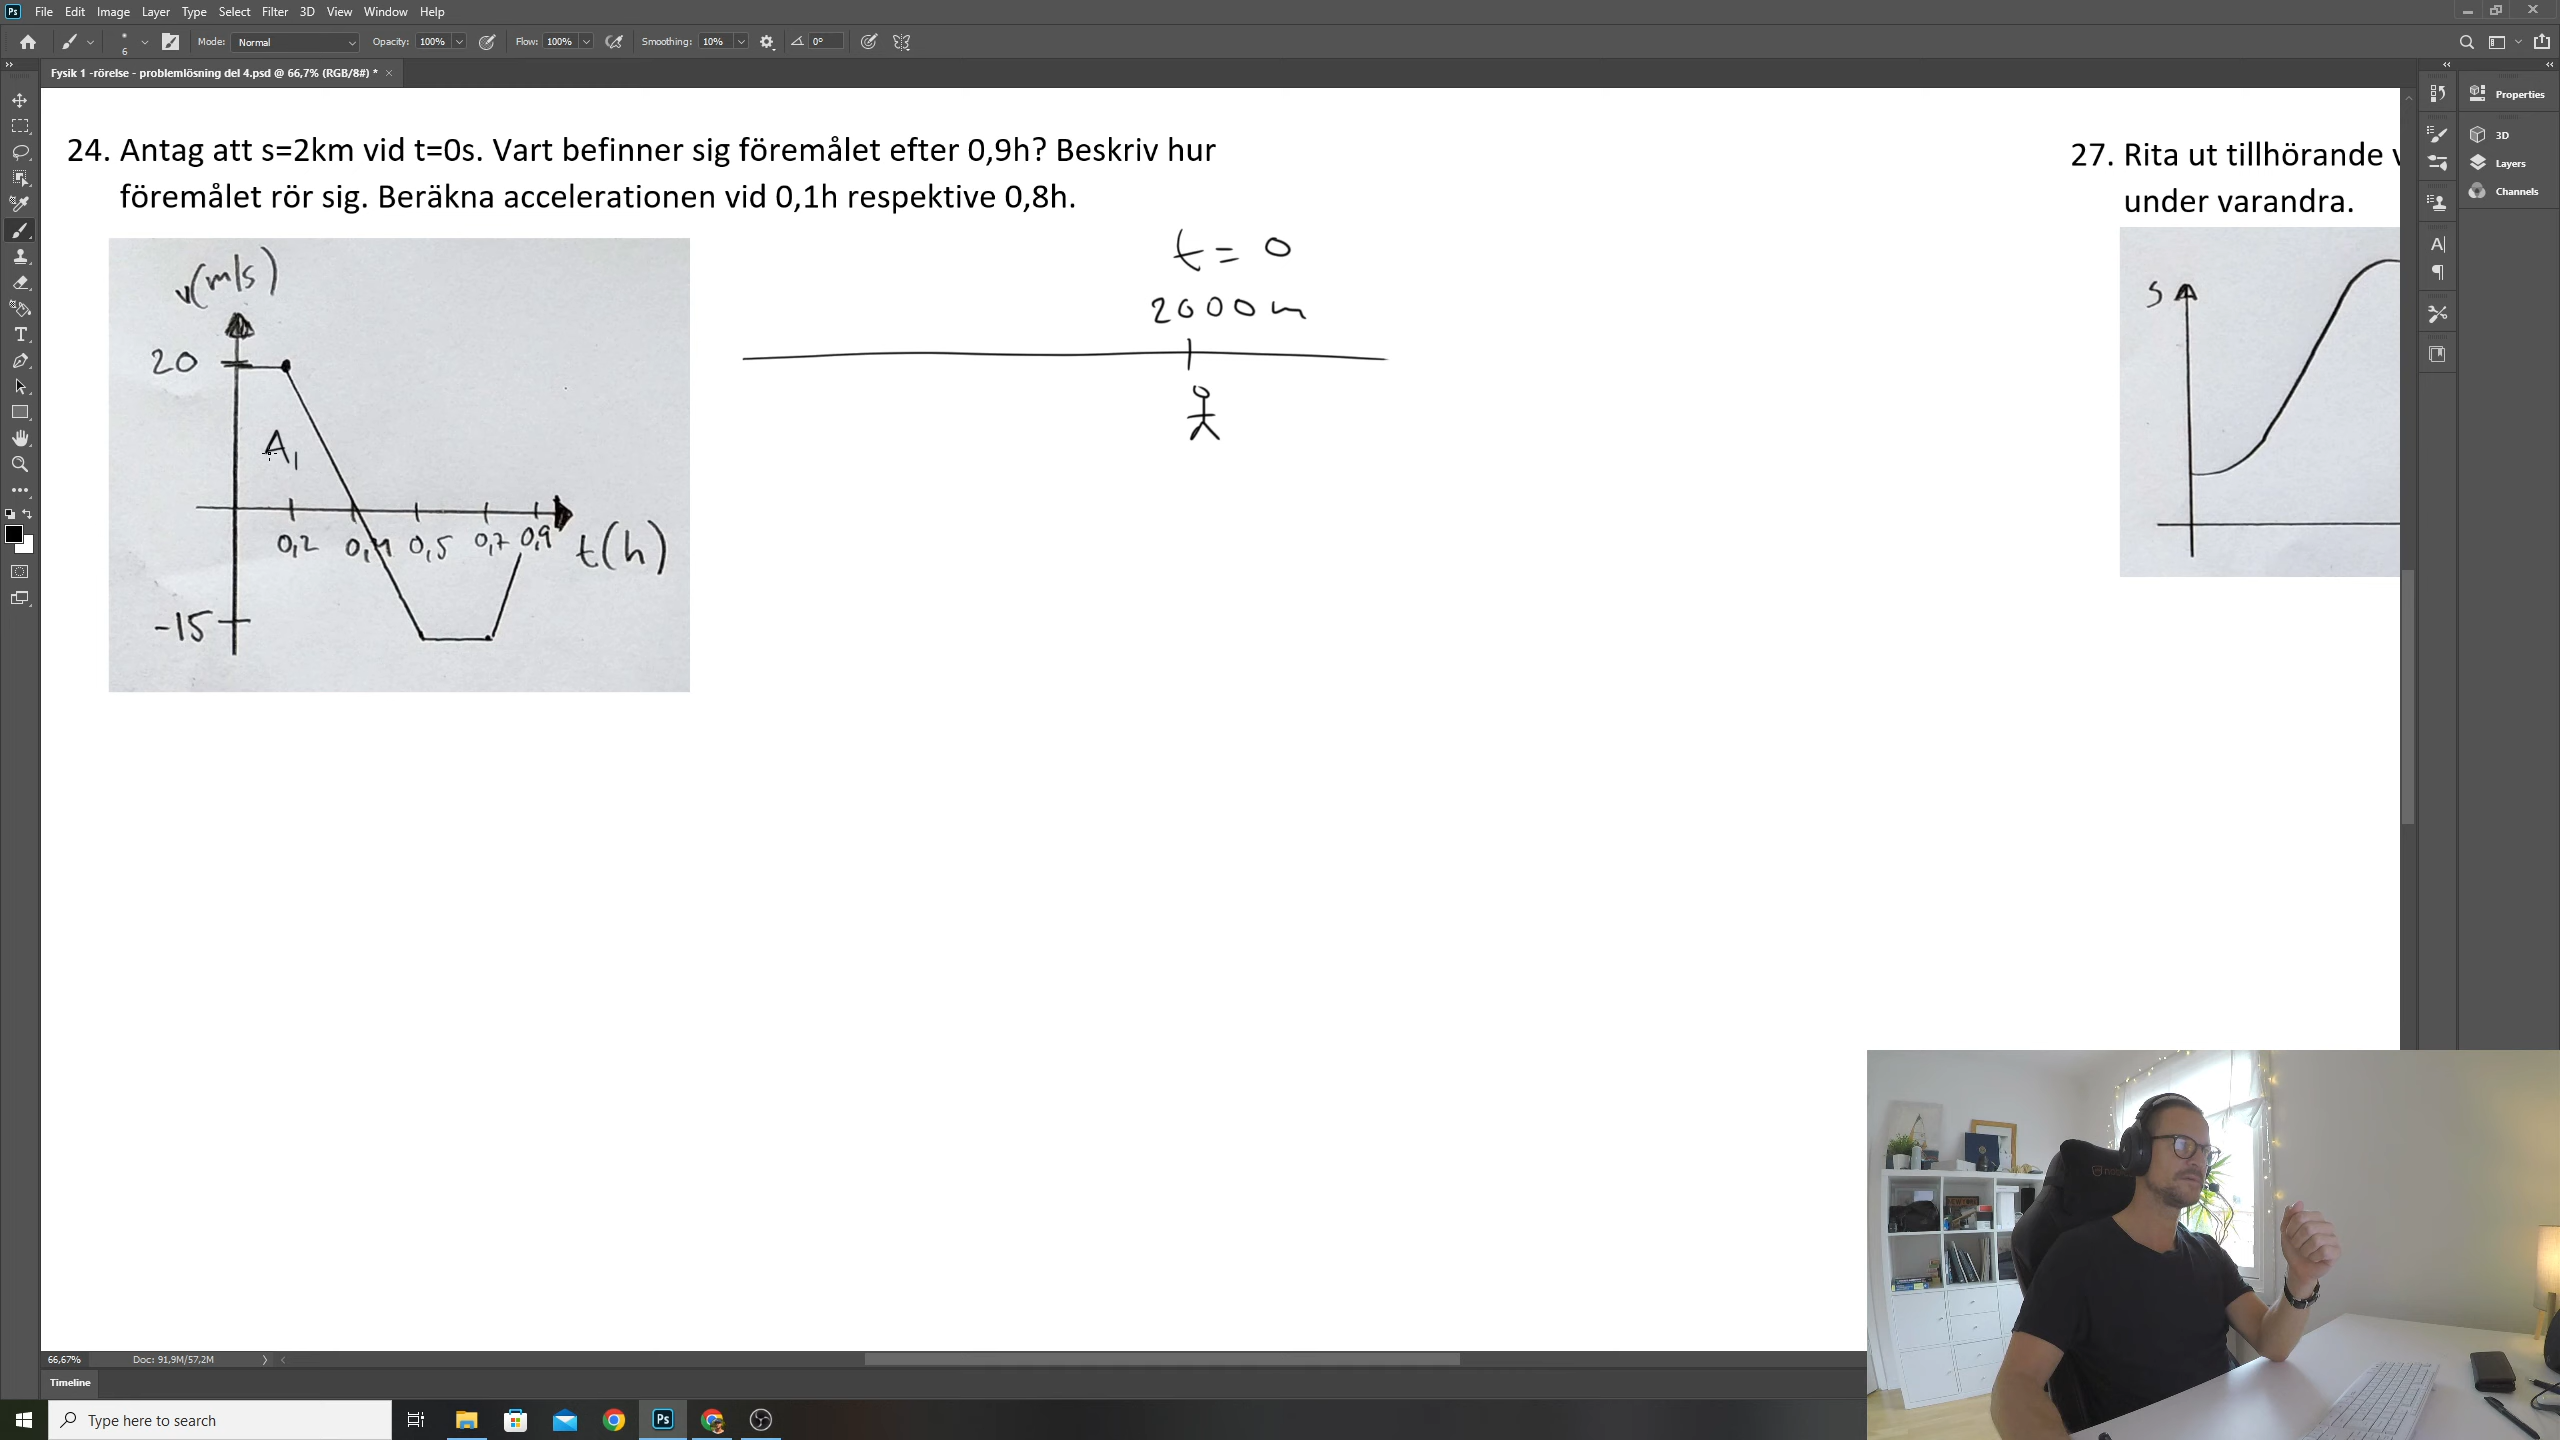 Ps File Edit Image Layer Type Select Filter 3D View Window Help
6 Mode: Normal Opacity: 100% Flow: 100% Smoothing: 10% 0°
Fysik 1 -rörelse - problemlösning del 4.psd @ 66,7% (RGB/8#) * ×
24. Antag att s=2km vid t=0s. Vart befinner sig föremålet efter 0,9h? Beskriv hur
föremålet rör sig. Beräkna accelerationen vid 0,1h respektive 0,8h.
v(m/s)
20
A1
0,2 0,4 0,5 0,7 0,9 t(h)
-15
t = 0
2000 m
27. Rita ut tillhörande v
under varandra.
s
Properties
3D
Layers
Channels
66,67% Doc: 91,9M/57,2M
Timeline
Type here to search
Ps